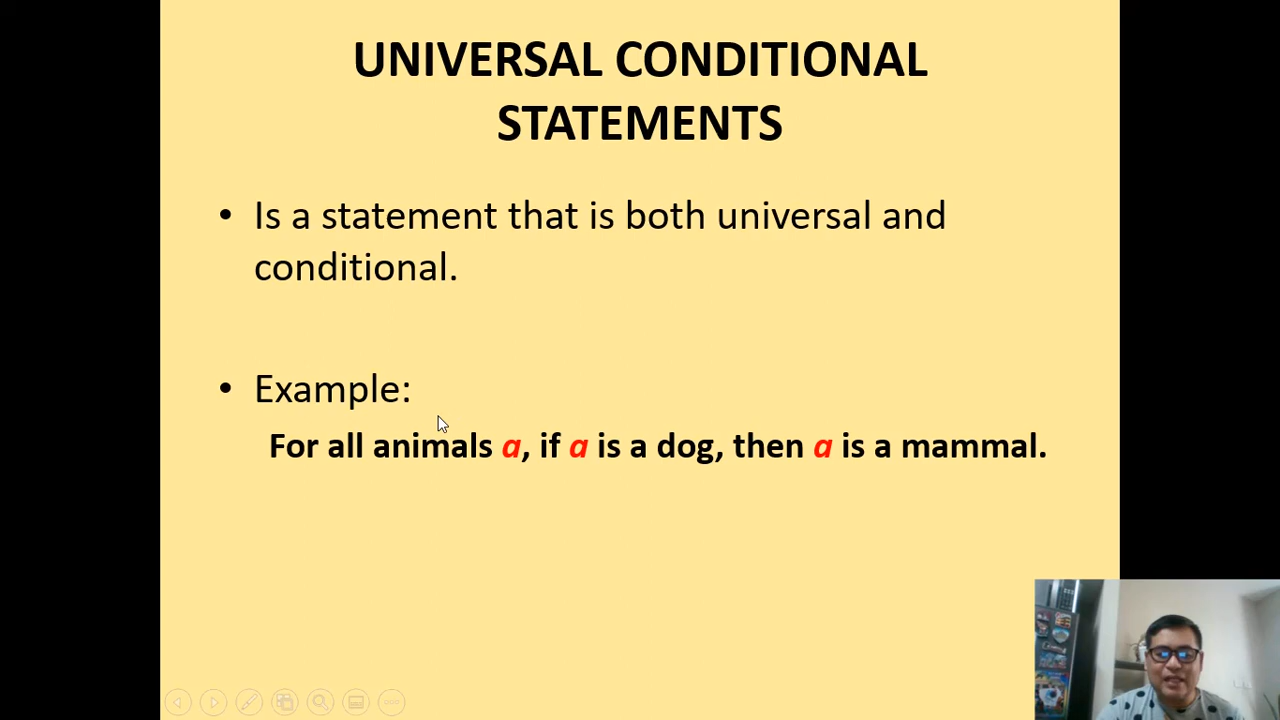 UNIVERSAL CONDITIONAL
STATEMENTS
• Is a statement that is both universal and
conditional.
• Example:
For all animals a, if a is a dog, then a is a mammal.